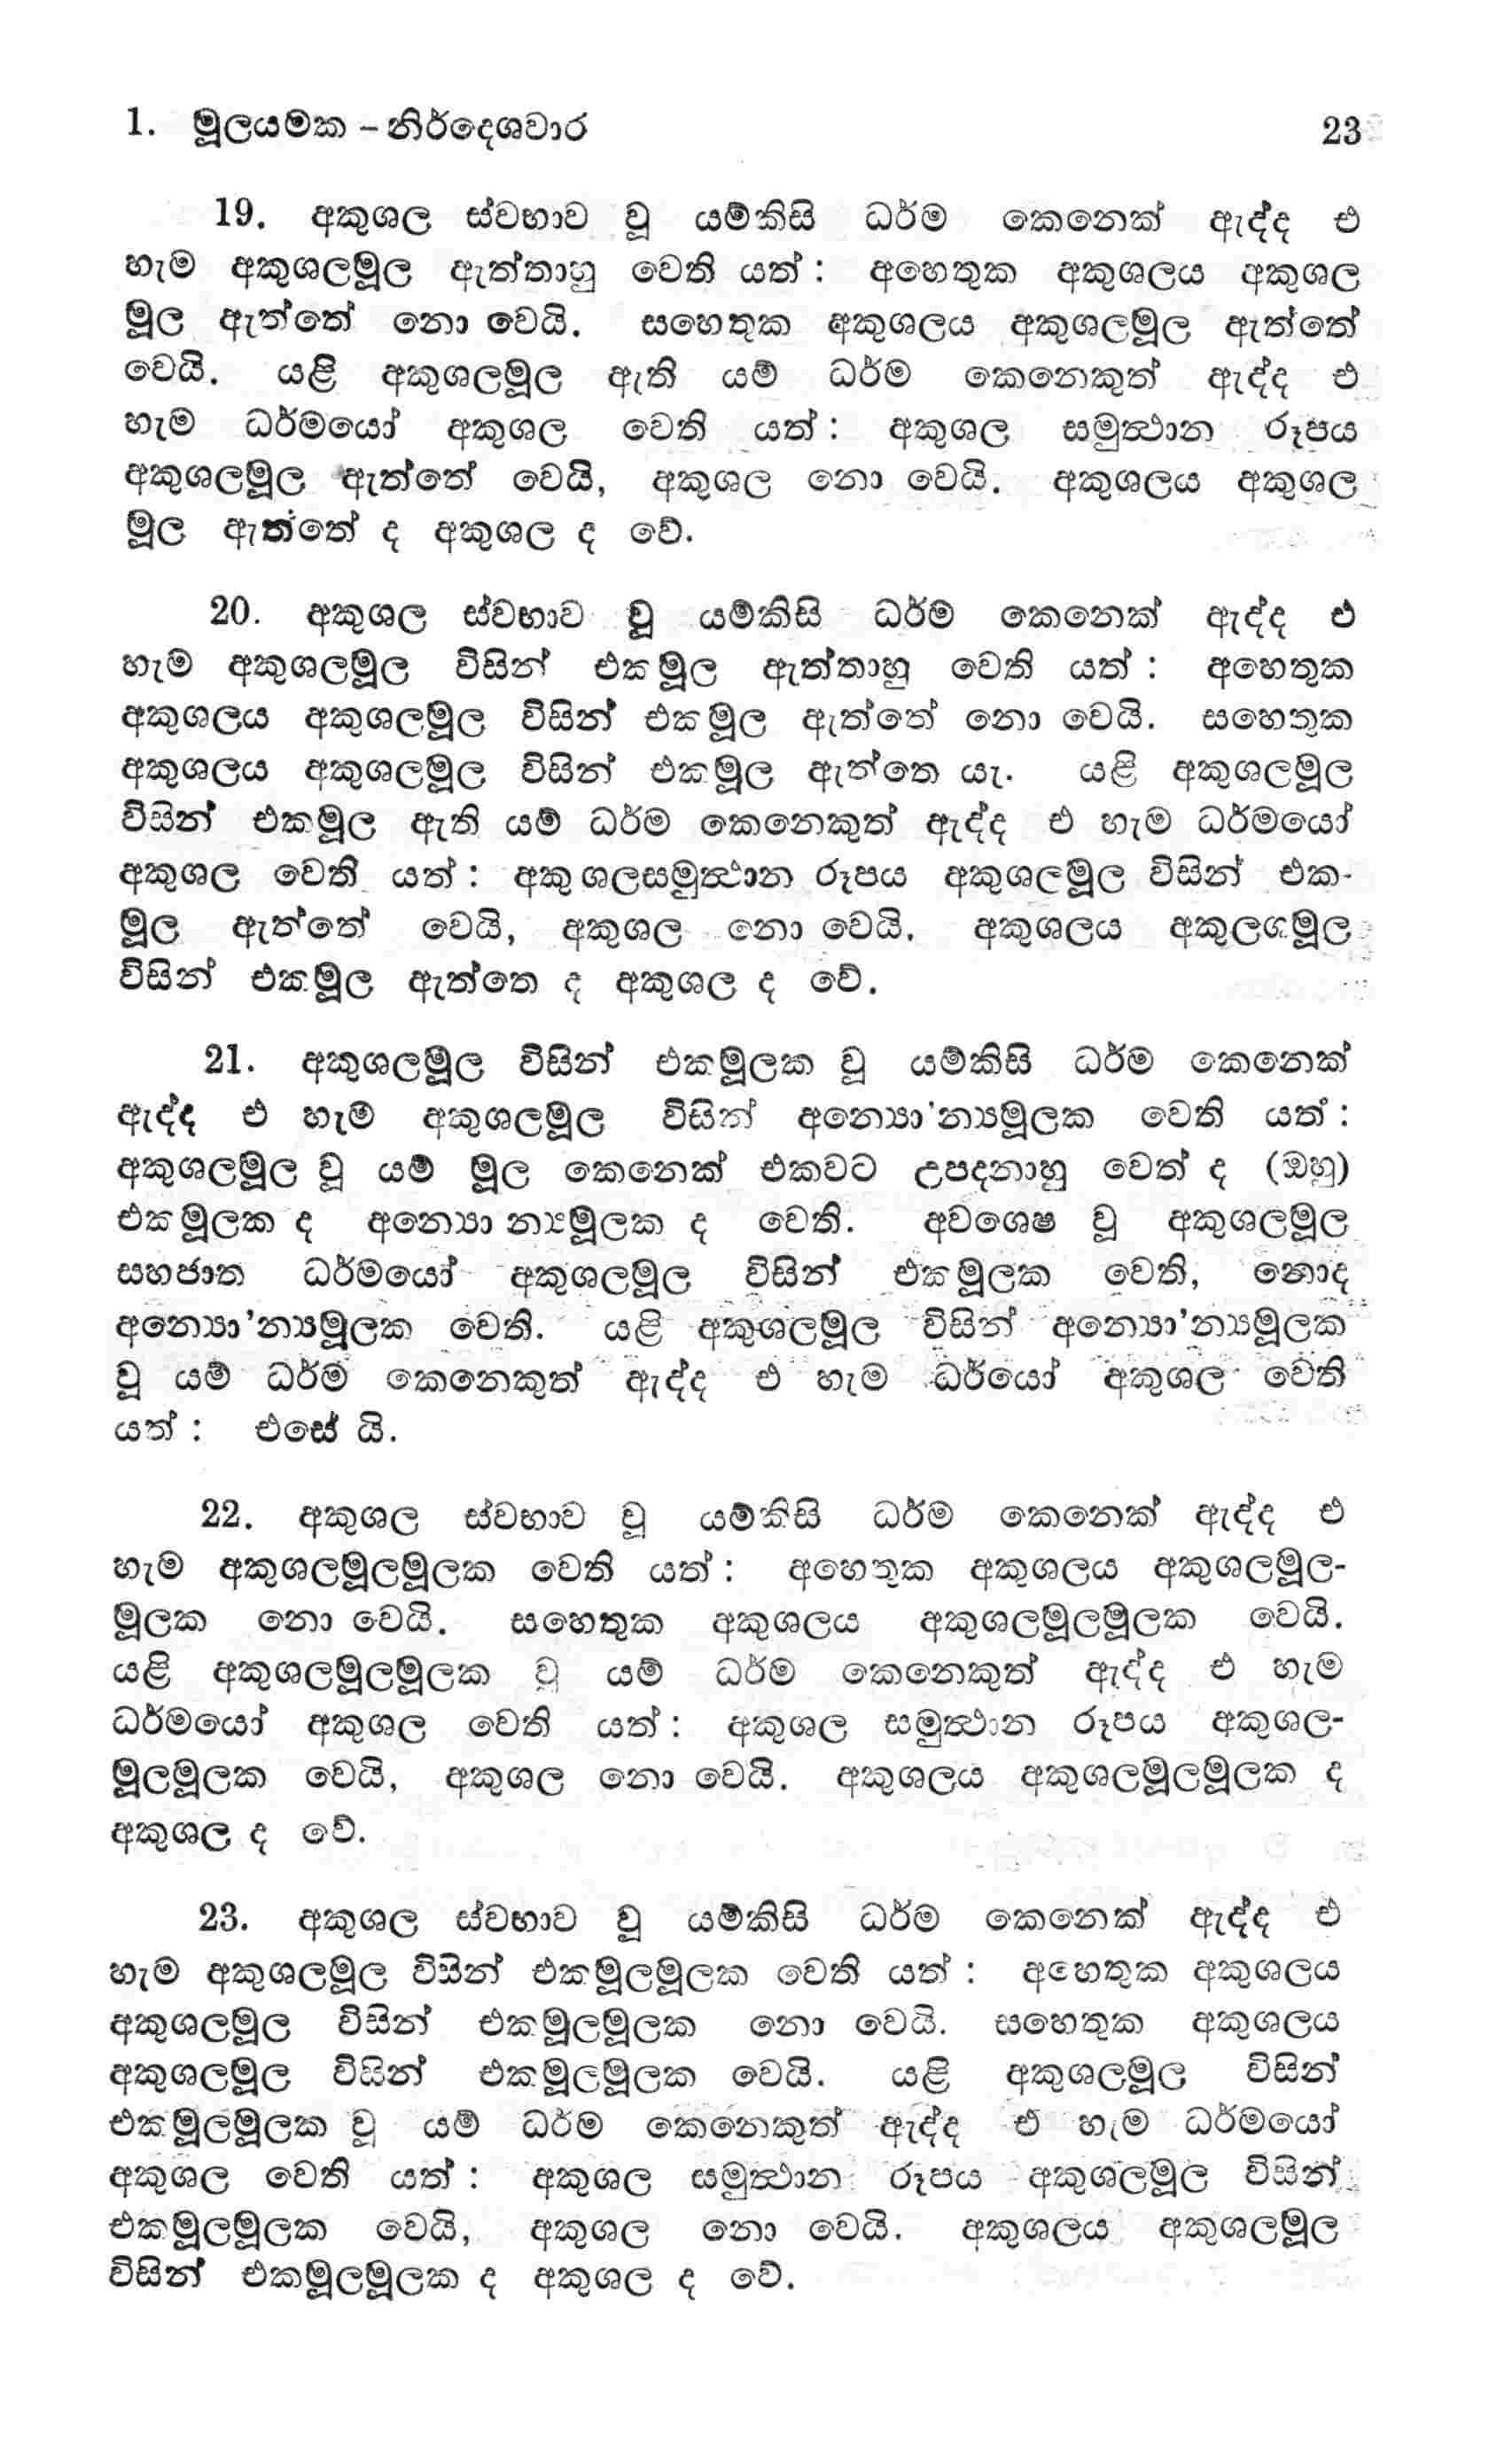 1. මූලයමක – නිර්දෙශවාර 23
19. අකුශල ස්වභාව වූ යම්කිසි ධර්ම කෙනෙක් ඇද්ද එ
හැම අකුශලමූල ඇත්තාහු වෙති යත් : අහෙතුක අකුශලය අකුශල
මූල ඇත්තේ නො වෙයි. සහෙතුක අකුශලය අකුශලමූල ඇත්තේ
වෙයි. යළි අකුශලමූල ඇති යම් ධර්ම කෙනෙකුත් ඇද්ද එ
හැම ධර්මයෝ අකුශල වෙති යත් : අකුශල සමුත්‍ථාන රූපය
අකුශලමූල ඇත්තේ වෙයි, අකුශල නො වෙයි. අකුශලය අකුශල
මූල ඇත්තේ ද අකුශල ද වේ.
20. අකුශල ස්වභාව වූ යම්කිසි ධර්ම කෙනෙක් ඇද්ද එ
හැම අකුශලමූල විසින් එකමූල ඇත්තාහු වෙති යත් : අහෙතුක
අකුශලය අකුශලමූල විසින් එකමූල ඇත්තේ නො වෙයි. සහෙතුක
අකුශලය අකුශලමූල විසින් එකමූල ඇත්තෙ යැ. යළි අකුශලමූල
විසින් එකමූල ඇති යම් ධර්ම කෙනෙකුත් ඇද්ද එ හැම ධර්මයෝ
අකුශල වෙති යත් : අකුශලසමුත්‍ථාන රූපය අකුශලමූල විසින් එක-
මූල ඇත්තේ වෙයි, අකුශල නො වෙයි. අකුශලය අකුලශමූල
විසින් එකමූල ඇත්තෙ ද අකුශල ද වේ.
21. අකුශලමූල විසින් එකමූලක වූ යම්කිසි ධර්ම කෙනෙක්
ඇද්ද එ හැම අකුශලමූල විසින් අන්‍යො'න්‍යමූලක වෙති යත් :
අකුශලමූල වූ යම් මූල කෙනෙක් එකවට උපදනාහු වෙත් ද (ඔහු)
එකමූලක ද අන්‍යොන්‍යමූලක ද වෙති. අවශෙෂ වූ අකුශලමූල
සහජාත ධර්මයෝ අකුශලමූල විසින් එකමූලක වෙති, නොද
අන්‍යො'න්‍යමූලක වෙති. යළි අකුශලමූල විසින් අන්‍යො'න්‍යමූලක
වූ යම් ධර්ම කෙනෙකුත් ඇද්ද එ හැම ධර්යෝ අකුශල වෙති
යත් : එසේ යි.
22. අකුශල ස්වභාව වූ යම්කිසි ධර්ම කෙනෙක් ඇද්ද එ
හැම අකුශලමූලමූලක වෙති යත් : අහෙතුක අකුශලය අකුශලමූල-
මූලක නො වෙයි. සහෙතුක අකුශලය අකුශලමූලමූලක වෙයි.
යළි අකුශලමූලමූලක වූ යම් ධර්ම කෙනෙකුත් ඇද්ද එ හැම
ධර්මයෝ අකුශල වෙති යත් : අකුශල සමුත්‍ථාන රූපය අකුශල-
මූලමූලක වෙයි, අකුශල නො වෙයි. අකුශලය අකුශලමූලමූලක ද
අකුශල ද වේ.
23. අකුශල ස්වභාව වූ යම්කිසි ධර්ම කෙනෙක් ඇද්ද එ
හැම අකුශලමූල විසින් එකමූලමූලක වෙති යත් : අහෙතුක අකුශලය
අකුශලමූල විසින් එකමූලමූලක නො වෙයි. සහෙතුක අකුශලය
අකුශලමූල විසින් එකමූලමූලක වෙයි. යළි අකුශලමූල විසින්
එකමූලමූලක වූ යම් ධර්ම කෙනෙකුත් ඇද්ද එ හැම ධර්මයෝ
අකුශල වෙති යත් : අකුශල සමුත්‍ථාන රූපය අකුශලමූල විසින්
එකමූලමූලක වෙයි, අකුශල නො වෙයි. අකුශලය අකුශලමූල
විසින් එකමූලමූලක ද අකුශල ද වේ.